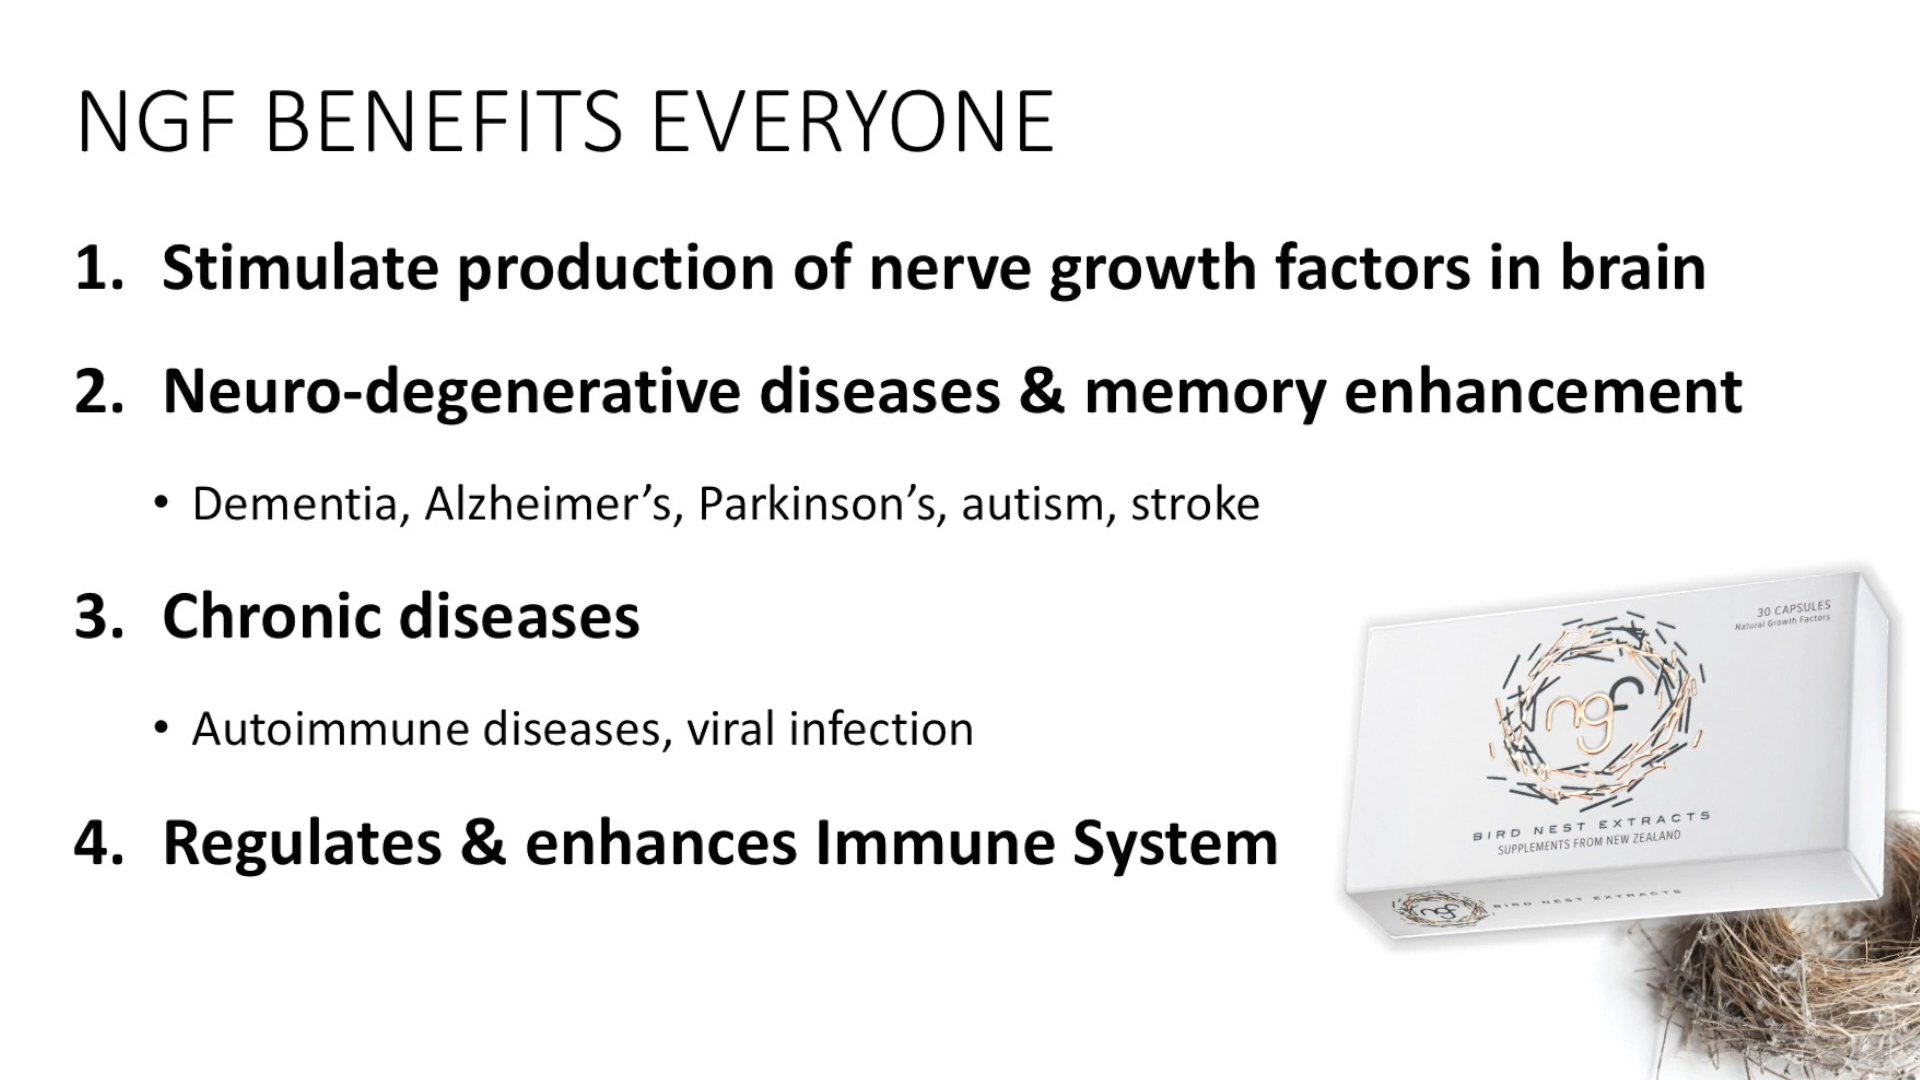 NGF BENEFITS EVERYONE
1. Stimulate production of nerve growth factors in brain
2. Neuro-degenerative diseases & memory enhancement
• Dementia, Alzheimer’s, Parkinson’s, autism, stroke
3. Chronic diseases
• Autoimmune diseases, viral infection
4. Regulates & enhances Immune System
30 CAPSULES
Natural Growth Factors
ngf
BIRD NEST EXTRACTS
SUPPLEMENTS FROM NEW ZEALAND
ngf BIRD NEST EXTRACTS